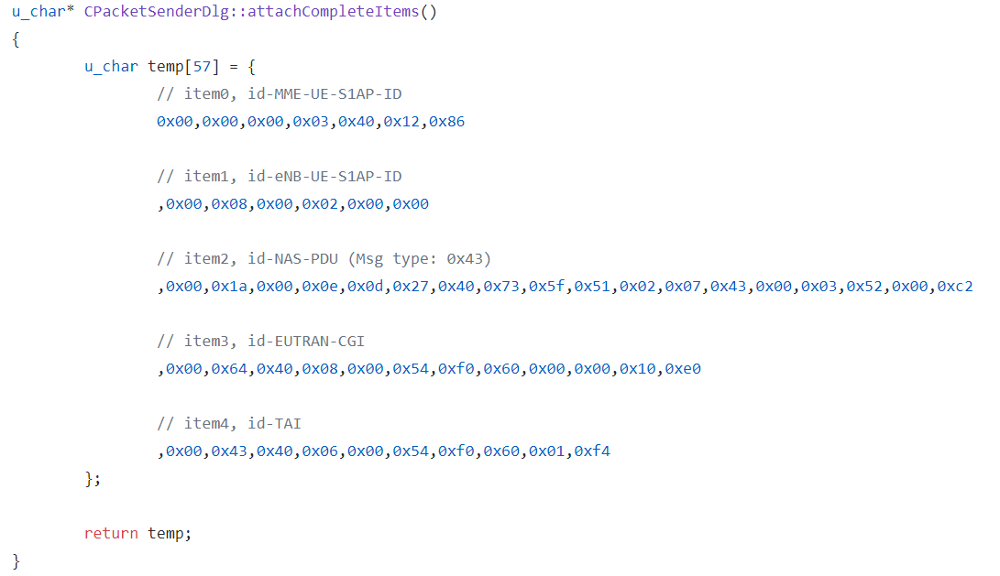 u_char* CPacketSenderDlg::attachCompleteItems()
{
        u_char temp[57] = {
                // item0, id-MME-UE-S1AP-ID
                0x00,0x00,0x00,0x03,0x40,0x12,0x86

                // item1, id-eNB-UE-S1AP-ID
                ,0x00,0x08,0x00,0x02,0x00,0x00

                // item2, id-NAS-PDU (Msg type: 0x43)
                ,0x00,0x1a,0x00,0x0e,0x0d,0x27,0x40,0x73,0x5f,0x51,0x02,0x07,0x43,0x00,0x03,0x52,0x00,0xc2

                // item3, id-EUTRAN-CGI
                ,0x00,0x64,0x40,0x08,0x00,0x54,0xf0,0x60,0x00,0x00,0x10,0xe0

                // item4, id-TAI
                ,0x00,0x43,0x40,0x06,0x00,0x54,0xf0,0x60,0x01,0xf4
        };

        return temp;
}